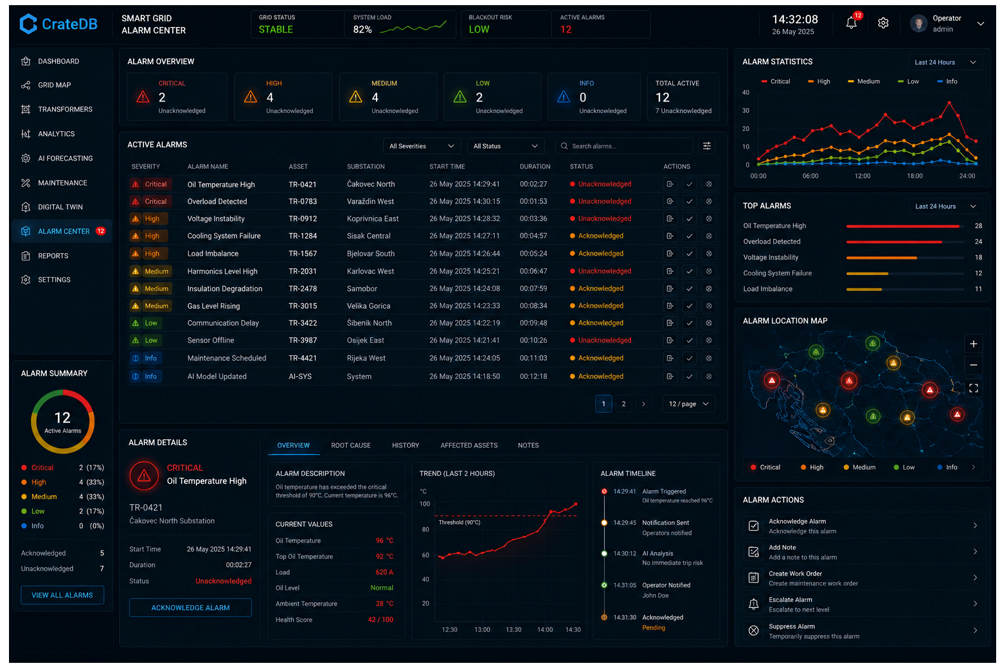 CrateDB
SMART GRID
ALARM CENTER
GRID STATUS
STABLE
SYSTEM LOAD
82%
BLACKOUT RISK
LOW
ACTIVE ALARMS
12
14:32:08
26 May 2025
12
Operator
admin
DASHBOARD
GRID MAP
TRANSFORMERS
ANALYTICS
AI FORECASTING
MAINTENANCE
DIGITAL TWIN
ALARM CENTER 12
REPORTS
SETTINGS
ALARM SUMMARY
12
Active Alarms
Critical 2 (17%)
High 4 (33%)
Medium 4 (33%)
Low 2 (17%)
Info 0 (0%)
Acknowledged 5
Unacknowledged 7
VIEW ALL ALARMS
ALARM OVERVIEW
CRITICAL
2
Unacknowledged
HIGH
4
Unacknowledged
MEDIUM
4
Unacknowledged
LOW
2
Unacknowledged
INFO
0
Unacknowledged
TOTAL ACTIVE
12
7 Unacknowledged
ACTIVE ALARMS
All Severities
All Status
Search alarms...
SEVERITY ALARM NAME ASSET SUBSTATION START TIME DURATION STATUS ACTIONS
Critical Oil Temperature High TR-0421 Čakovec North 26 May 2025 14:29:41 00:02:27 Unacknowledged
Critical Overload Detected TR-0783 Varaždin West 26 May 2025 14:30:15 00:01:53 Unacknowledged
High Voltage Instability TR-0912 Koprivnica East 26 May 2025 14:28:32 00:03:36 Unacknowledged
High Cooling System Failure TR-1284 Sisak Central 26 May 2025 14:27:11 00:04:57 Acknowledged
High Load Imbalance TR-1567 Bjelovar South 26 May 2025 14:26:44 00:05:24 Acknowledged
Medium Harmonics Level High TR-2031 Karlovac West 26 May 2025 14:25:21 00:06:47 Unacknowledged
Medium Insulation Degradation TR-2478 Samobor 26 May 2025 14:24:08 00:07:59 Acknowledged
Medium Gas Level Rising TR-3015 Velika Gorica 26 May 2025 14:23:33 00:08:34 Acknowledged
Low Communication Delay TR-3422 Šibenik North 26 May 2025 14:22:19 00:09:48 Acknowledged
Low Sensor Offline TR-3987 Osijek East 26 May 2025 14:21:41 00:10:26 Unacknowledged
Info Maintenance Scheduled TR-4421 Rijeka West 26 May 2025 14:24:05 00:11:03 Acknowledged
Info AI Model Updated AI-SYS System 26 May 2025 14:18:50 00:12:18 Acknowledged
1 2 12 / page
ALARM DETAILS
CRITICAL
Oil Temperature High
TR-0421
Čakovec North Substation
Start Time 26 May 2025 14:29:41
Duration 00:02:27
Status Unacknowledged
ACKNOWLEDGE ALARM
OVERVIEW ROOT CAUSE HISTORY AFFECTED ASSETS NOTES
ALARM DESCRIPTION
Oil temperature has exceeded the critical
threshold of 90°C, Current temperature is 96°C.
CURRENT VALUES
Oil Temperature 96 °C
Top Oil Temperature 92 °C
Load 620 A
Oil Level Normal
Ambient Temperature 28 °C
Health Score 42 / 100
TREND (LAST 2 HOURS)
°C
100
80
60
40
20
Threshold (90°C)
12:30 13:00 13:30 14:00 14:30
ALARM TIMELINE
14:29:41 Alarm Triggered
Oil temperature reached 96°C
14:29:45 Notification Sent
Operators notified
14:30:12 AI Analysis
No immediate trip risk
14:31:05 Operator Notified
John Doe
14.31:30 Acknowledged
Pending
ALARM STATISTICS
Last 24 Hours
Critical High Medium Low Info
40
30
20
10
0
00:00 06:00 12:00 18:00 24:00
TOP ALARMS
Last 24 Hours
Oil Temperature High 28
Overload Detected 24
Voltage Instability 18
Cooling System Failure 12
Load Imbalance 11
ALARM LOCATION MAP
Critical High Medium Low Info
ALARM ACTIONS
Acknowledge Alarm
Acknowledge this alarm
Add Note
Add a note to this alarm
Create Work Order
Create maintenance work order
Escalate Alarm
Escalate to next level
Suppress Alarm
Temporarily suppress this alarm